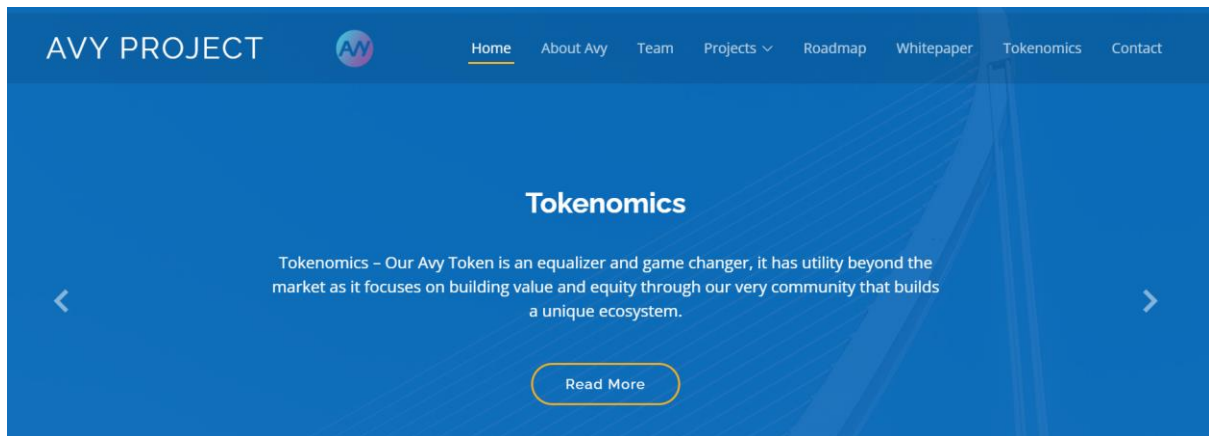 AVY PROJECT
AVY
Home About Avy Team Projects Roadmap Whitepaper Tokenomics Contact
Tokenomics
Tokenomics – Our Avy Token is an equalizer and game changer, it has utility beyond the
market as it focuses on building value and equity through our very community that builds
a unique ecosystem.
Read More